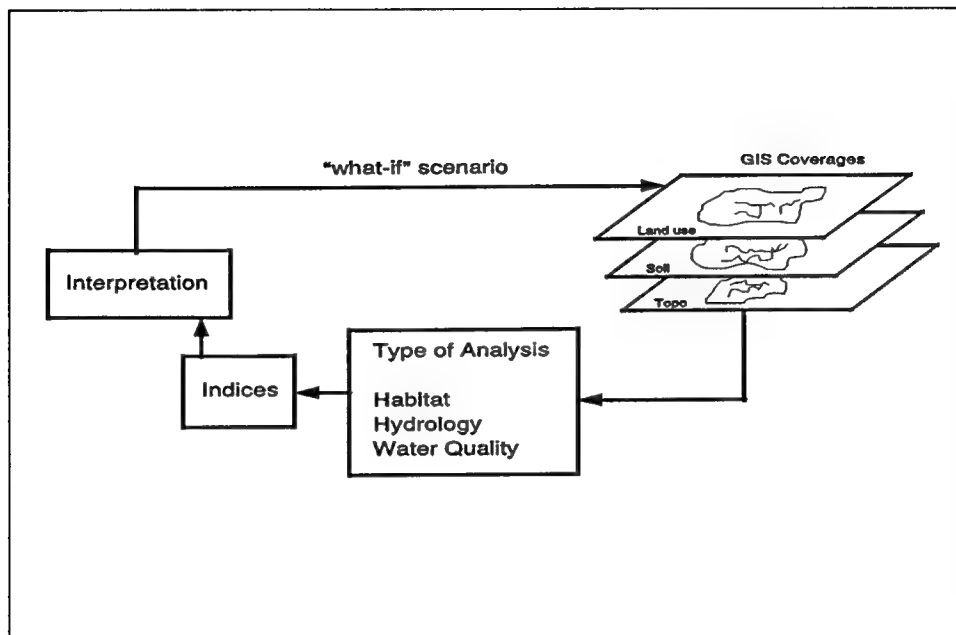 "what-if" scenario
GIS Coverages
Land use
Soil
Topo
Interpretation
Indices
Type of Analysis
Habitat
Hydrology
Water Quality